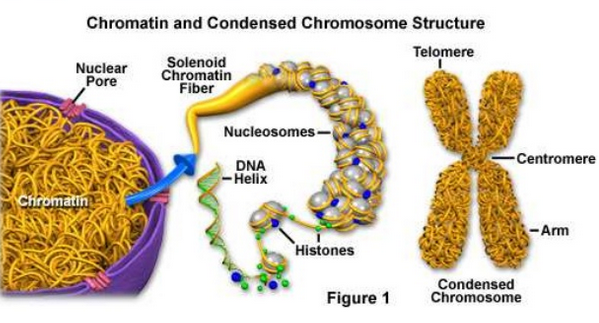 Chromatin and Condensed Chromosome Structure
Nuclear
Pore
Solenoid
Chromatin
Fiber
Telomere
Nucleosomes
DNA
Helix
Centromere
Chromatin
Histones
Arm
Condensed
Chromosome
Figure 1